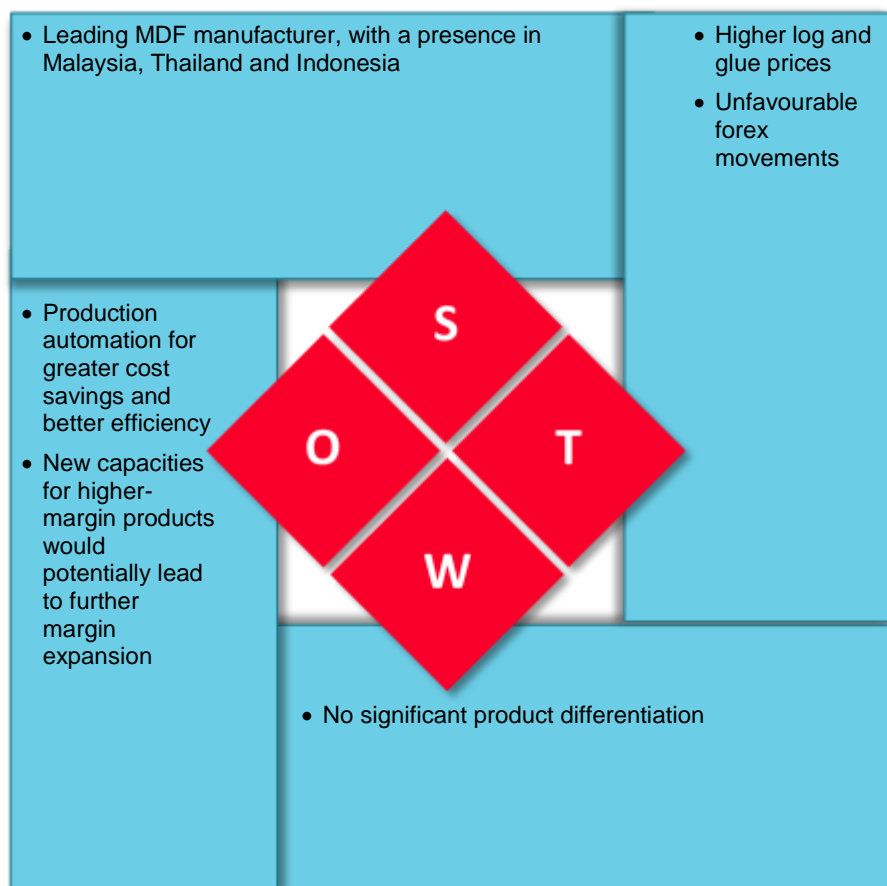 • Leading MDF manufacturer, with a presence in
Malaysia, Thailand and Indonesia
• Higher log and
glue prices
• Unfavourable
forex
movements
• Production
automation for
greater cost
savings and
better efficiency
• New capacities
for higher-
margin products
would
potentially lead
to further
margin
expansion
S
O
T
W
• No significant product differentiation